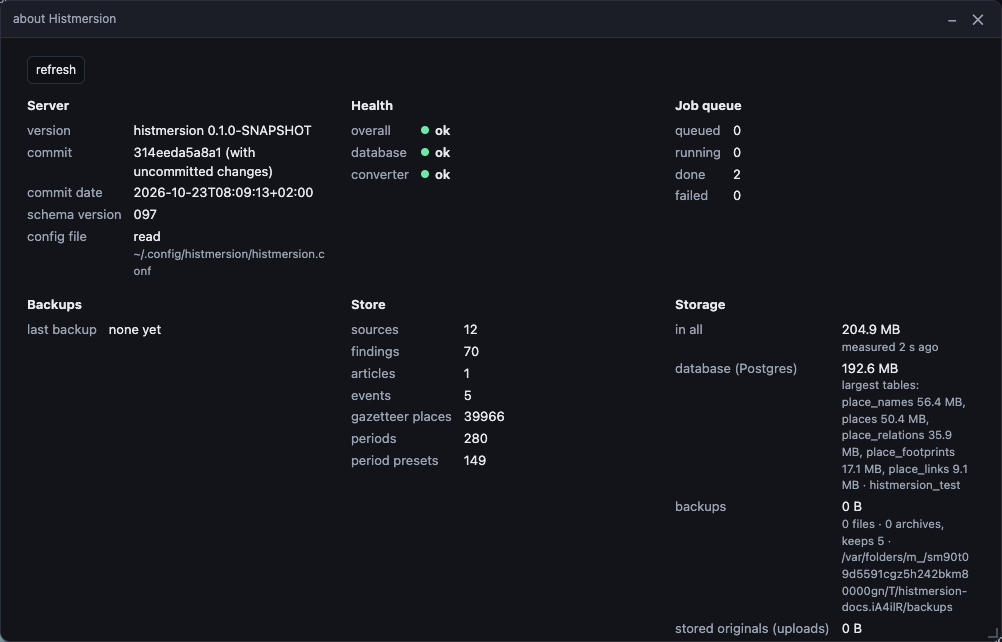 about Histmersion
refresh
Server
version histmersion 0.1.0-SNAPSHOT
commit 314eeda5a8a1 (with
uncommitted changes)
commit date 2026-10-23T08:09:13+02:00
schema version 097
config file read
~/.config/histmersion/histmersion.c
onf
Health
overall ok
database ok
converter ok
Job queue
queued 0
running 0
done 2
failed 0
Backups
last backup none yet
Store
sources 12
findings 70
articles 1
events 5
gazetteer places 39966
periods 280
period presets 149
Storage
in all 204.9 MB
measured 2 s ago
database (Postgres) 192.6 MB
largest tables:
place_names 56.4 MB,
places 50.4 MB,
place_relations 35.9
MB, place_footprints
17.1 MB, place_links 9.1
MB · histmersion_test
backups 0 B
0 files · 0 archives,
keeps 5 ·
/var/folders/m_/sm90t0
9d5591cgz5h242bkm8
0000gn/T/histmersion-
docs.iA4ilR/backups
stored originals (uploads) 0 B